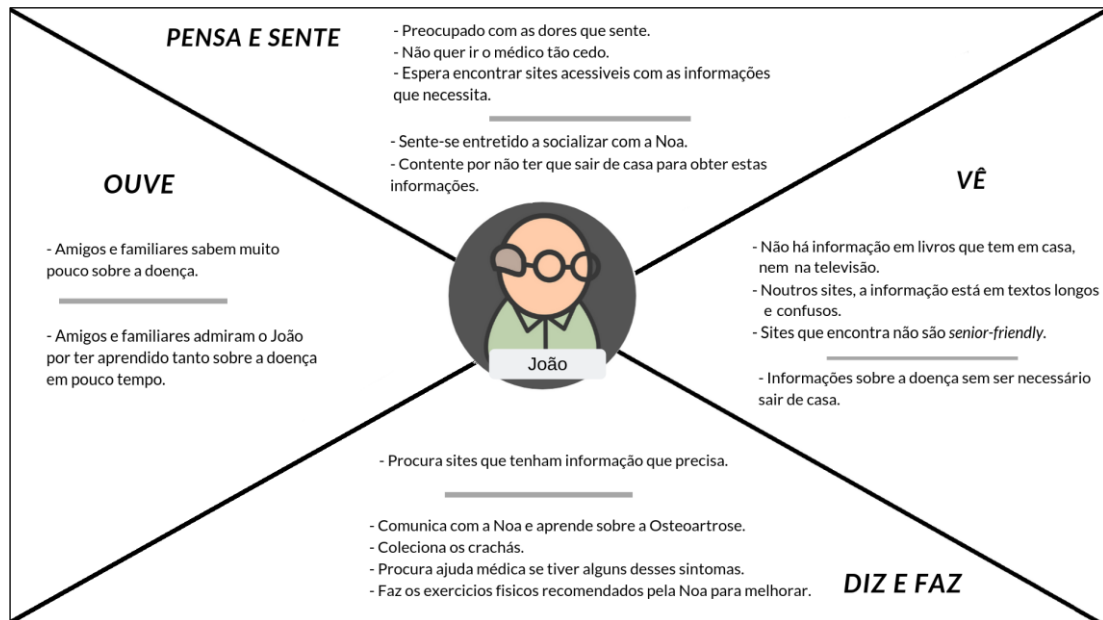 PENSA E SENTE
- Preocupado com as dores que sente.
- Não quer ir o médico tão cedo.
- Espera encontrar sites acessiveis com as informações
que necessita.
- Sente-se entretido a socializar com a Noa.
- Contente por não ter que sair de casa para obter estas
informações.
OUVE
- Amigos e familiares sabem muito
pouco sobre a doença.
- Amigos e familiares admiram o João
por ter aprendido tanto sobre a doença
em pouco tempo.
João
VÊ
- Não há informação em livros que tem em casa,
nem na televisão.
- Noutros sites, a informação está em textos longos
e confusos.
- Sites que encontra não são senior-friendly.
- Informações sobre a doença sem ser necessário
sair de casa.
- Procura sites que tenham informação que precisa.
- Comunica com a Noa e aprende sobre a Osteoartrose.
- Coleciona os crachás.
- Procura ajuda médica se tiver alguns desses sintomas.
- Faz os exercicios fisicos recomendados pela Noa para melhorar.
DIZ E FAZ